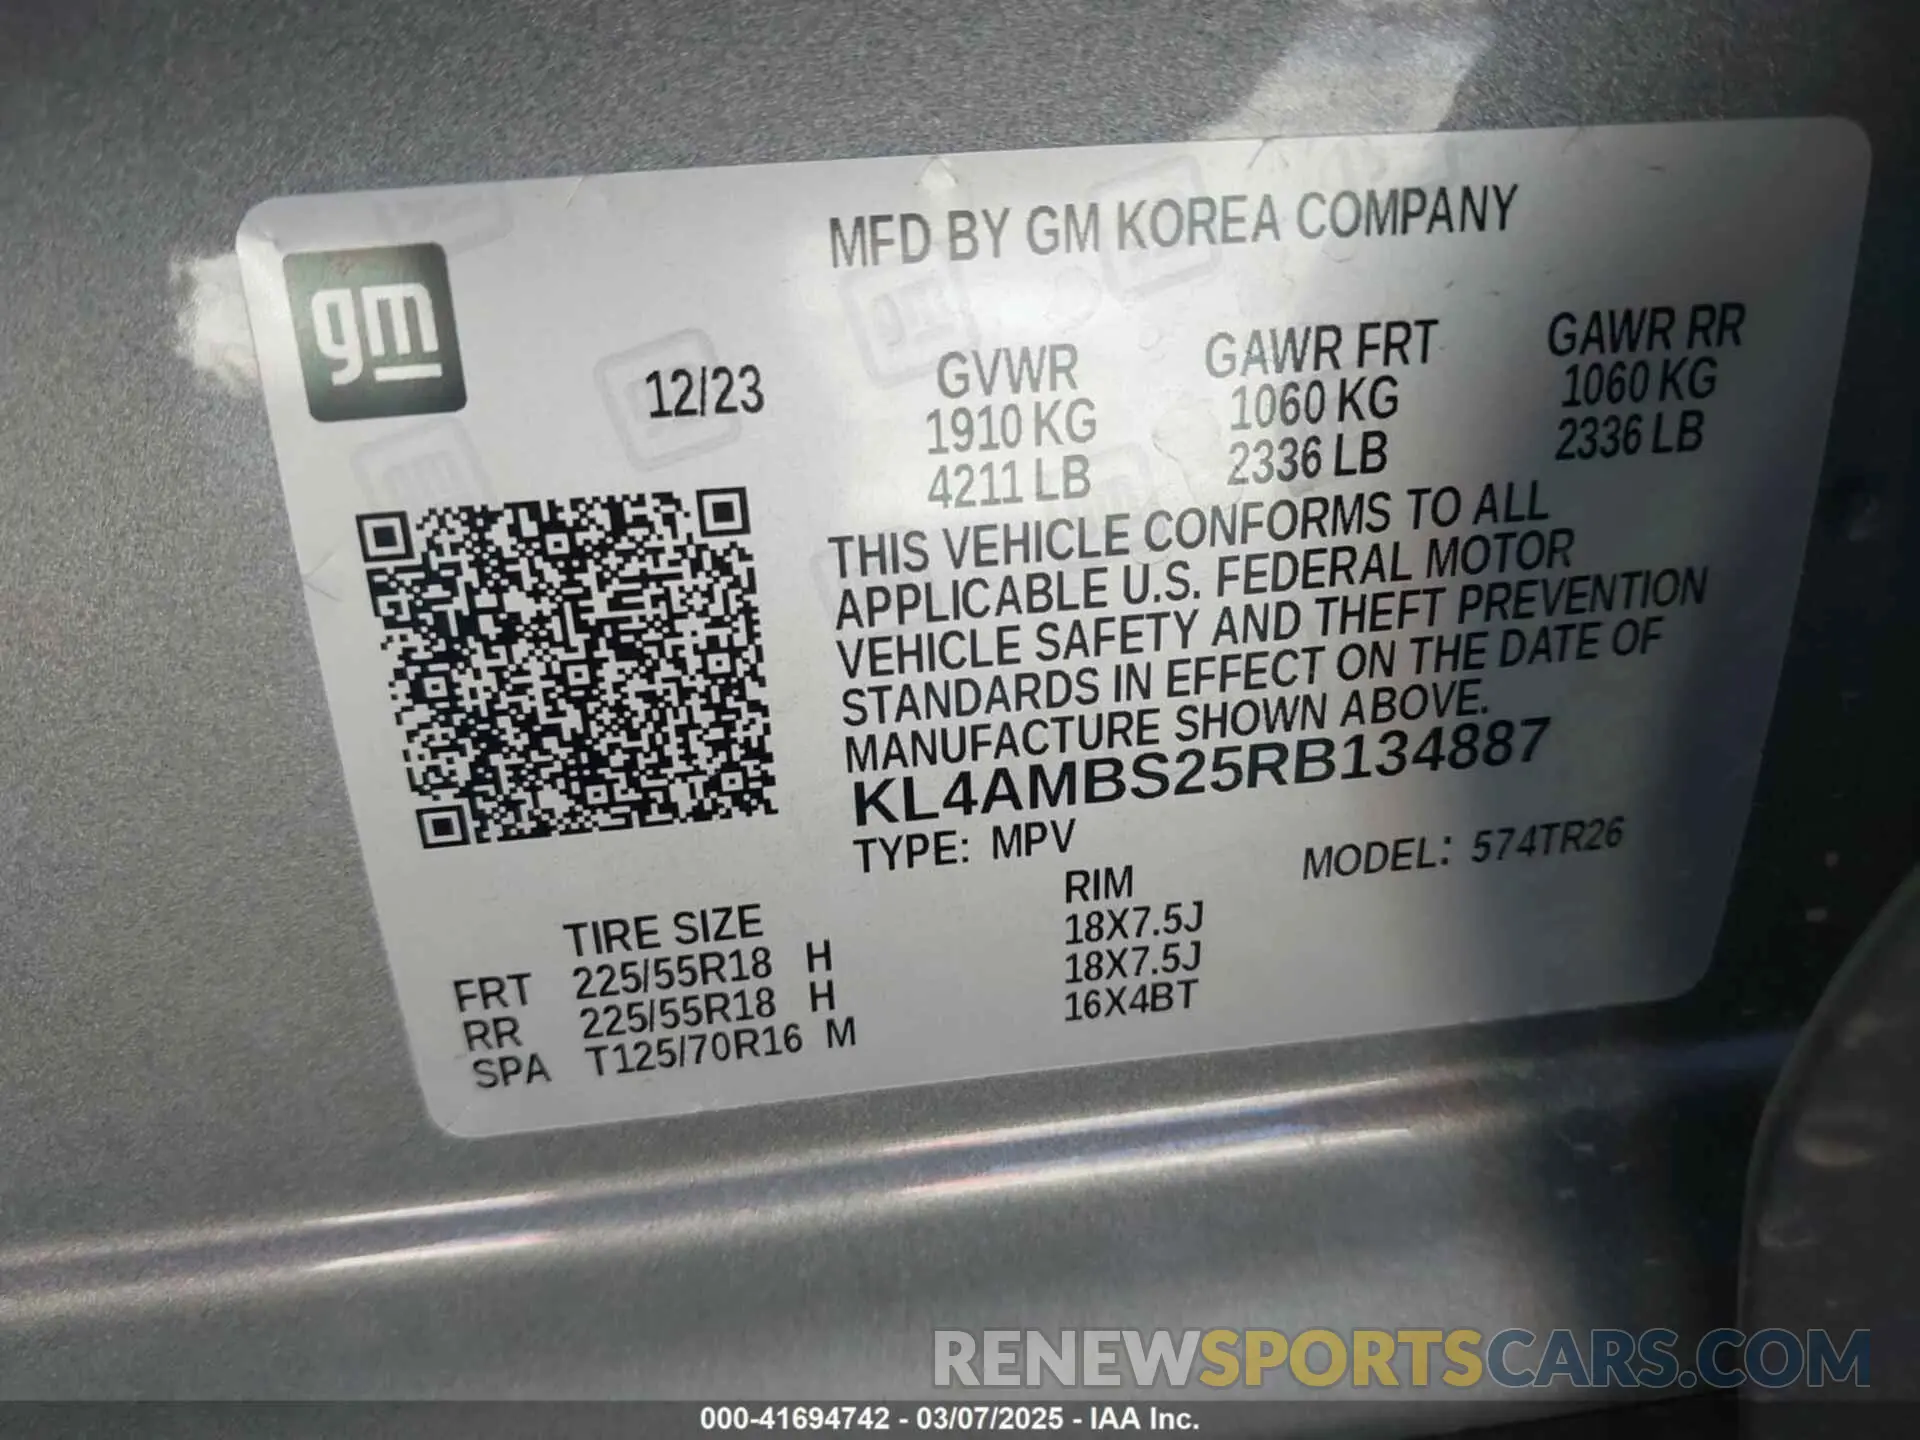 MFD BY GM KOREA COMPANY
gm
12/23
GVWR GAWR FRT GAWR RR
1910 KG 1060 KG 1060 KG
4211 LB 2336 LB 2336 LB
THIS VEHICLE CONFORMS TO ALL
APPLICABLE U.S. FEDERAL MOTOR
VEHICLE SAFETY AND THEFT PREVENTION
STANDARDS IN EFFECT ON THE DATE OF
MANUFACTURE SHOWN ABOVE.
KL4AMBS25RB134887
TYPE: MPV MODEL: 574TR26
TIRE SIZE RIM
FRT 225/55R18 H 18X7.5J
RR 225/55R18 H 18X7.5J
SPA T125/70R16 M 16X4BT
RENEWSPORTSCARS.COM
000-41694742 - 03/07/2025 - IAA Inc.